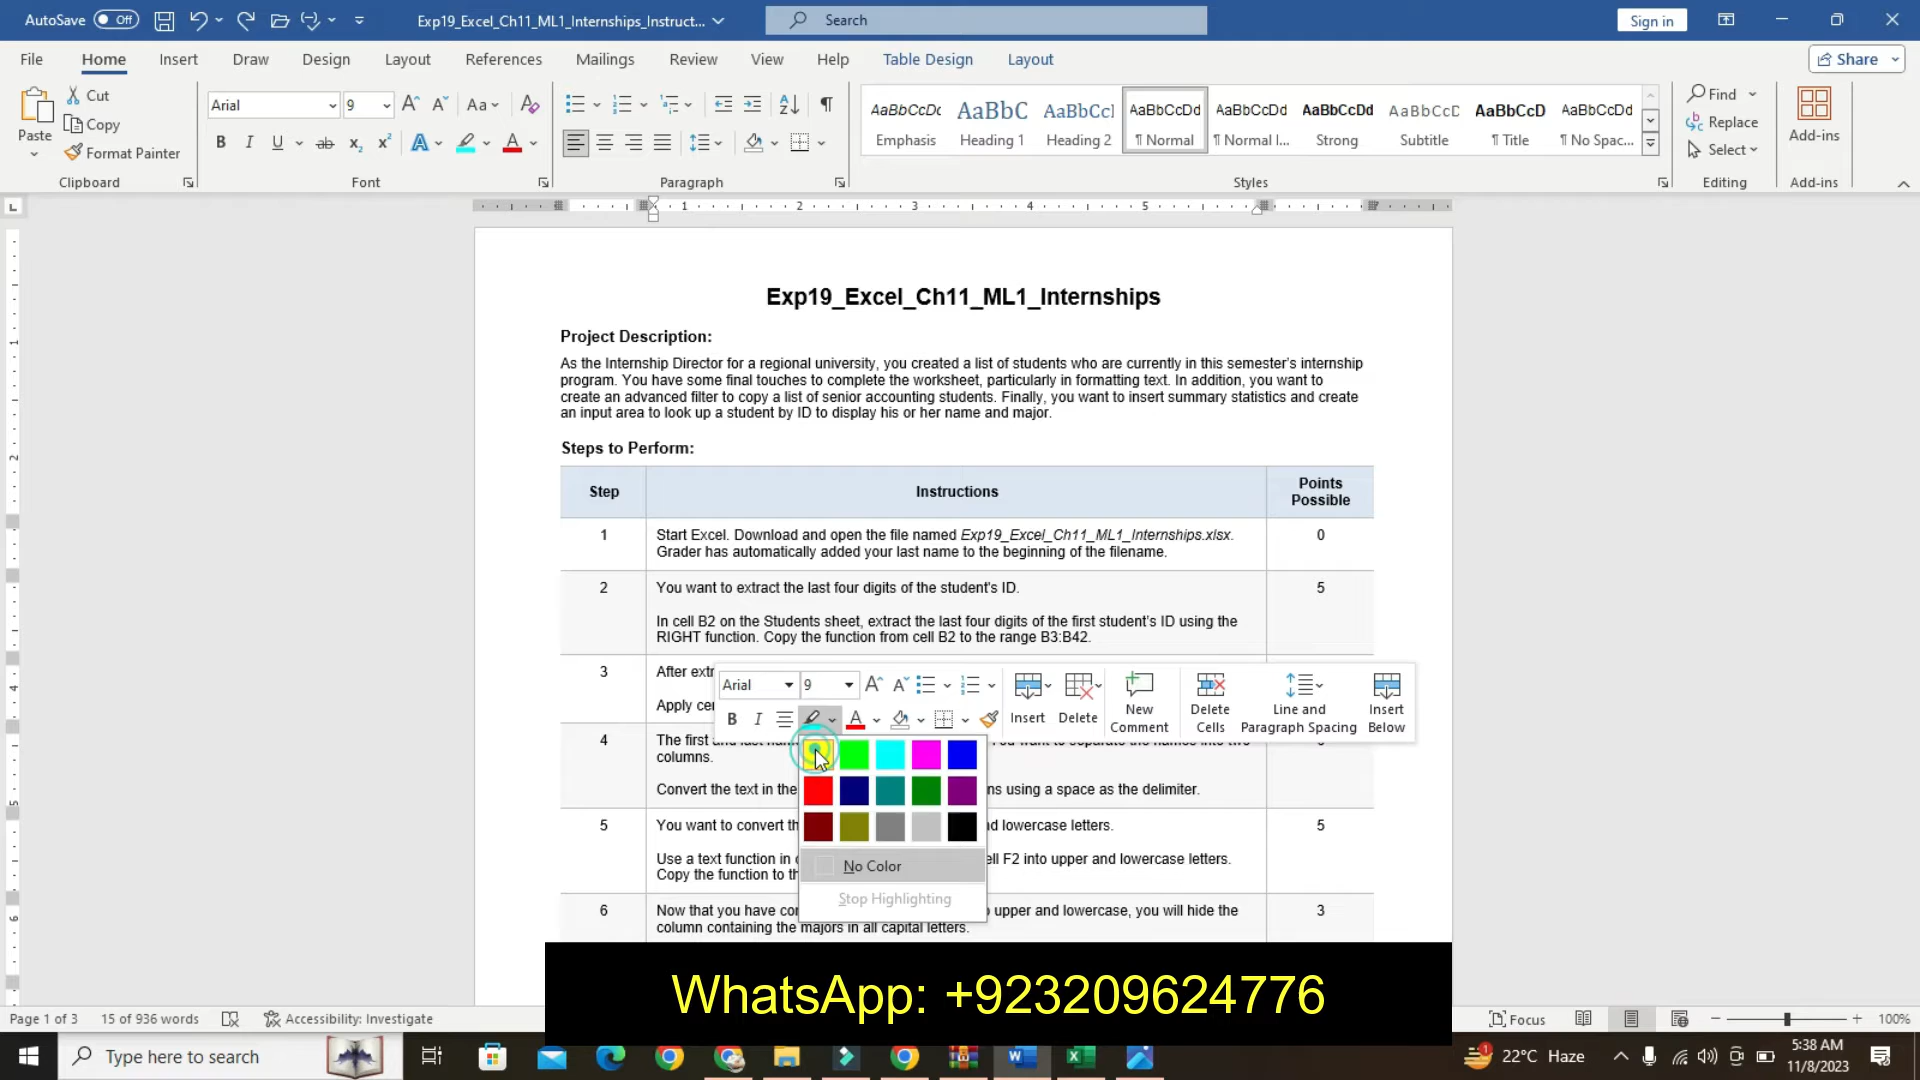 AutoSave Off Exp19_Excel_Ch11_ML1_Internships_Instruct... Search Sign in
File Home Insert Draw Design Layout References Mailings Review View Help Table Design Layout Share
Paste Cut Copy Format Painter Clipboard
Arial 9 Aa Font
Paragraph
AaBbCcDc AaBbC AaBbCcI AaBbCcDd AaBbCcDd AaBbCcDd AaBbCcD AaBbCcD AaBbCcDd
Emphasis Heading 1 Heading 2 ¶ Normal ¶ Normal I... Strong Subtitle ¶ Title ¶ No Spac...
Styles
Find Replace Select Editing
Add-ins Add-ins
1 2 3 4 5
Exp19_Excel_Ch11_ML1_Internships
Project Description:
As the Internship Director for a regional university, you created a list of students who are currently in this semester's internship
program. You have some final touches to complete the worksheet, particularly in formatting text. In addition, you want to
create an advanced filter to copy a list of senior accounting students. Finally, you want to insert summary statistics and create
an input area to look up a student by ID to display his or her name and major.
Steps to Perform:
Step Instructions Points Possible
1 Start Excel. Download and open the file named Exp19_Excel_Ch11_ML1_Internships.xlsx. 0
Grader has automatically added your last name to the beginning of the filename.
2 You want to extract the last four digits of the student's ID. 5
In cell B2 on the Students sheet, extract the last four digits of the first student's ID using the
RIGHT function. Copy the function from cell B2 to the range B3:B42.
3 After extr
Apply cer
Arial 9 Insert Delete New Comment Delete Cells Line and Paragraph Spacing Insert Below
4 The first and last
columns.
Convert the text in the ns using a space as the delimiter.
5 You want to convert th nd lowercase letters. 5
Use a text function in ell F2 into upper and lowercase letters.
Copy the function to th
6 Now that you have con upper and lowercase, you will hide the 3
column containing the majors in all capital letters.
No Color
Stop Highlighting
WhatsApp: +923209624776
Page 1 of 3 15 of 936 words Accessibility: Investigate Focus 100%
Type here to search 22°C Haze 5:38 AM
11/8/2023